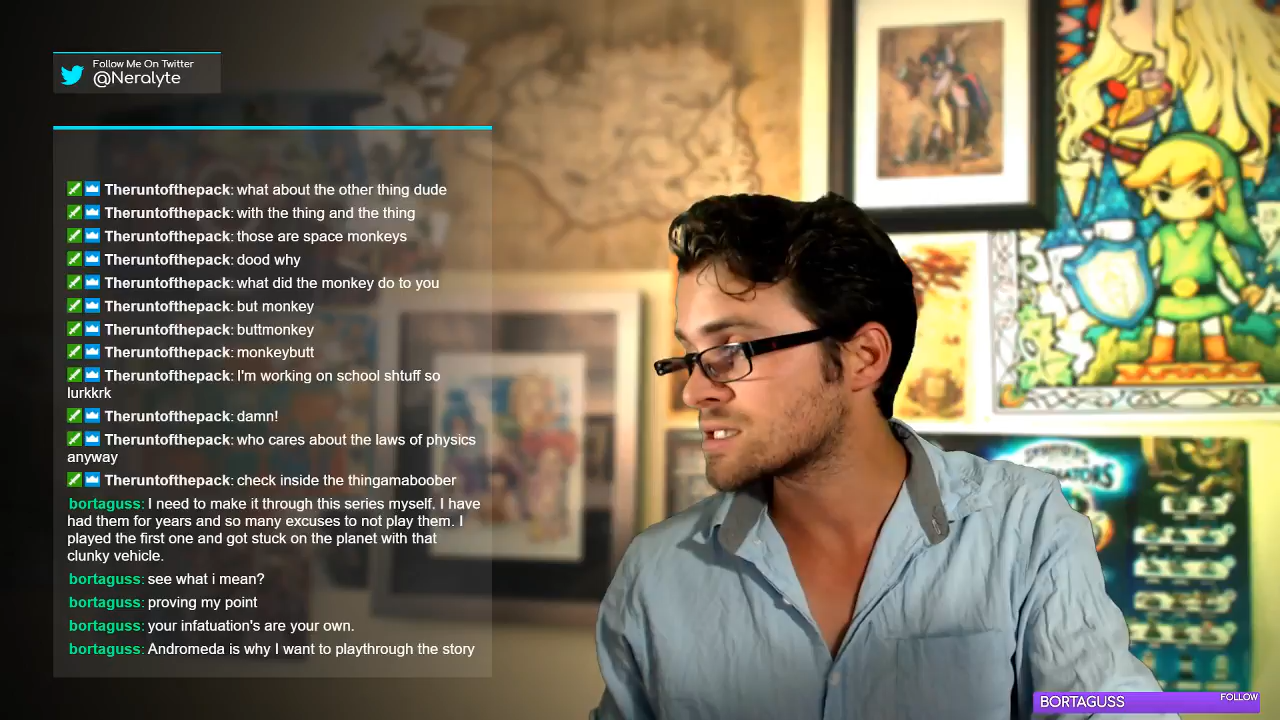 Follow Me On Twitter
@Neralyte
Theruntofthepack: what about the other thing dude
Theruntofthepack: with the thing and the thing
Theruntofthepack: those are space monkeys
Theruntofthepack: dood why
Theruntofthepack: what did the monkey do to you
Theruntofthepack: but monkey
Theruntofthepack: buttmonkey
Theruntofthepack: monkeybutt
Theruntofthepack: I'm working on school shtuff so
lurkkrk
Theruntofthepack: damn!
Theruntofthepack: who cares about the laws of physics
anyway
Theruntofthepack: check inside the thingamaboober
bortaguss: I need to make it through this series myself. I have
had them for years and so many excuses to not play them. I
played the first one and got stuck on the planet with that
clunky vehicle.
bortaguss: see what i mean?
bortaguss: proving my point
bortaguss: your infatuation's are your own.
bortaguss: Andromeda is why I want to playthrough the story
BORTAGUSS
FOLLOW